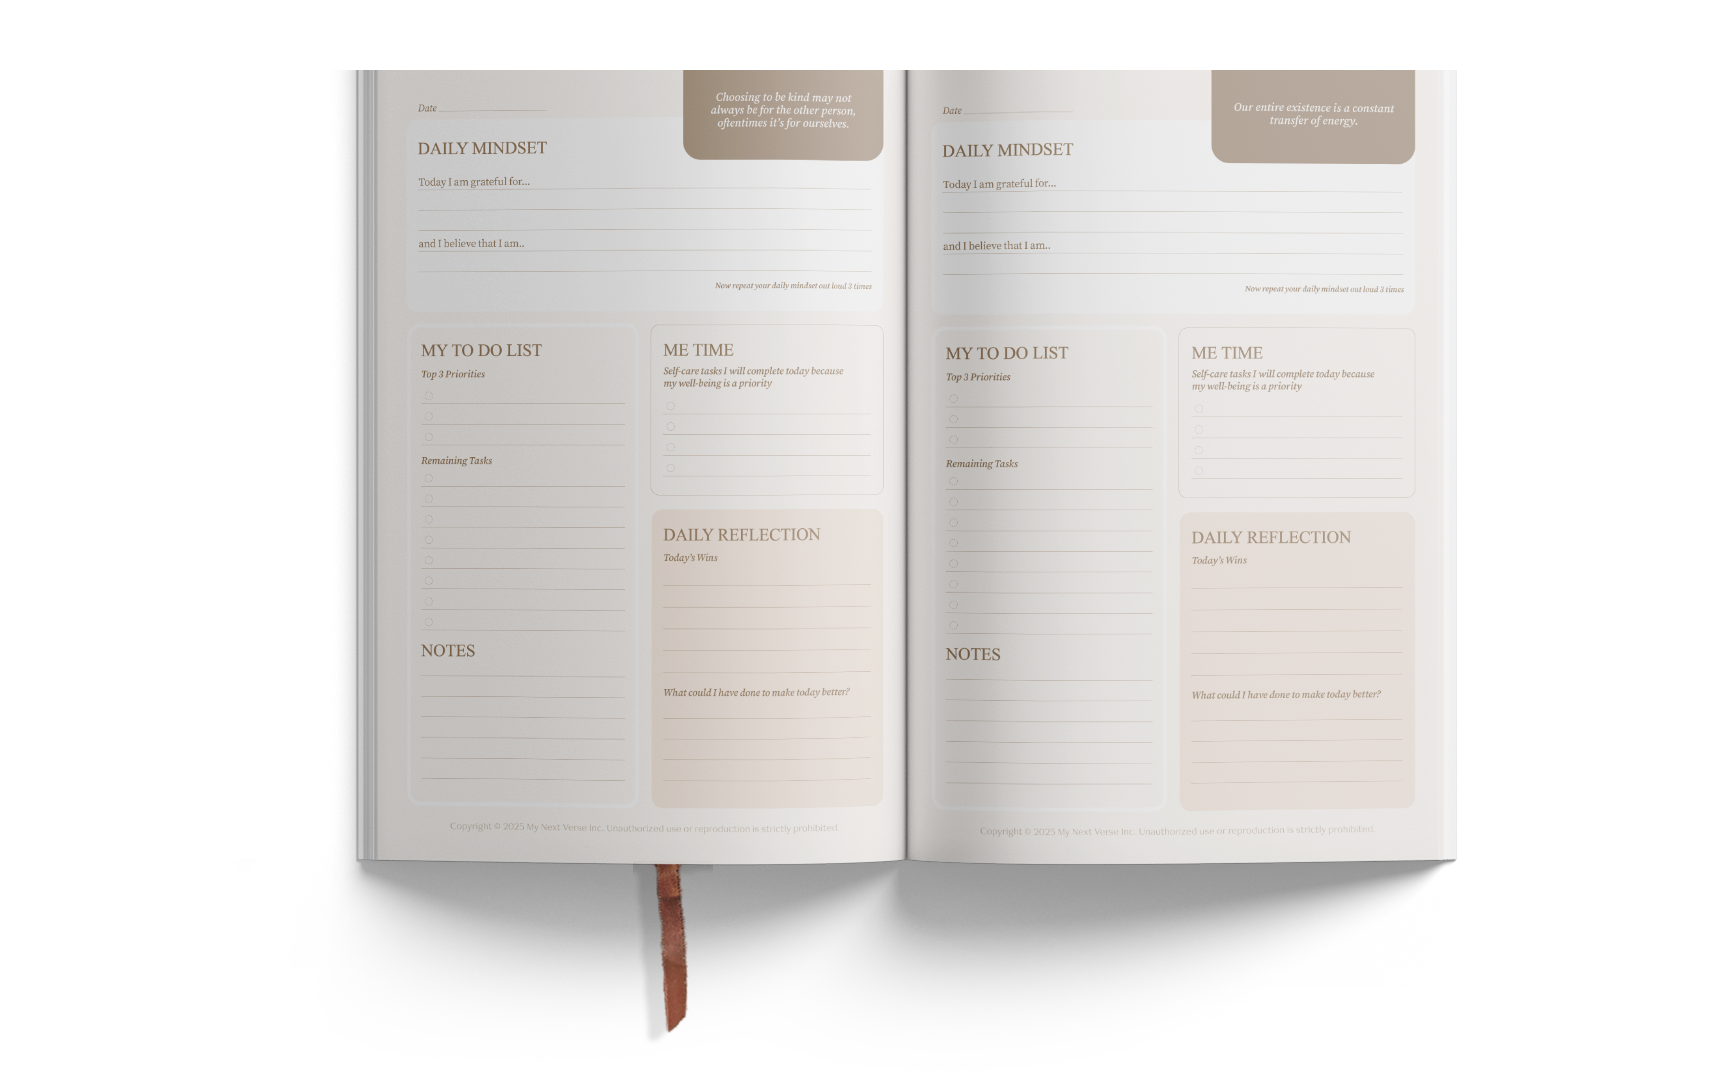 Date
Choosing to be kind may not
always be for the other person,
oftentimes it's for ourselves.
DAILY MINDSET
Today I am grateful for...
and I believe that I am..
Now repeat your daily mindset out loud 3 times
MY TO DO LIST
Top 3 Priorities
Remaining Tasks
NOTES
ME TIME
Self-care tasks I will complete today because
my well-being is a priority
DAILY REFLECTION
Today's Wins
What could I have done to make today better?
Copyright © 2025 My Next Verse Inc. Unauthorized use or reproduction is strictly prohibited.
Date
Our entire existence is a constant
transfer of energy.
DAILY MINDSET
Today I am grateful for...
and I believe that I am..
Now repeat your daily mindset out loud 3 times
MY TO DO LIST
Top 3 Priorities
Remaining Tasks
NOTES
ME TIME
Self-care tasks I will complete today because
my well-being is a priority
DAILY REFLECTION
Today's Wins
What could I have done to make today better?
Copyright © 2025 My Next Verse Inc. Unauthorized use or reproduction is strictly prohibited.